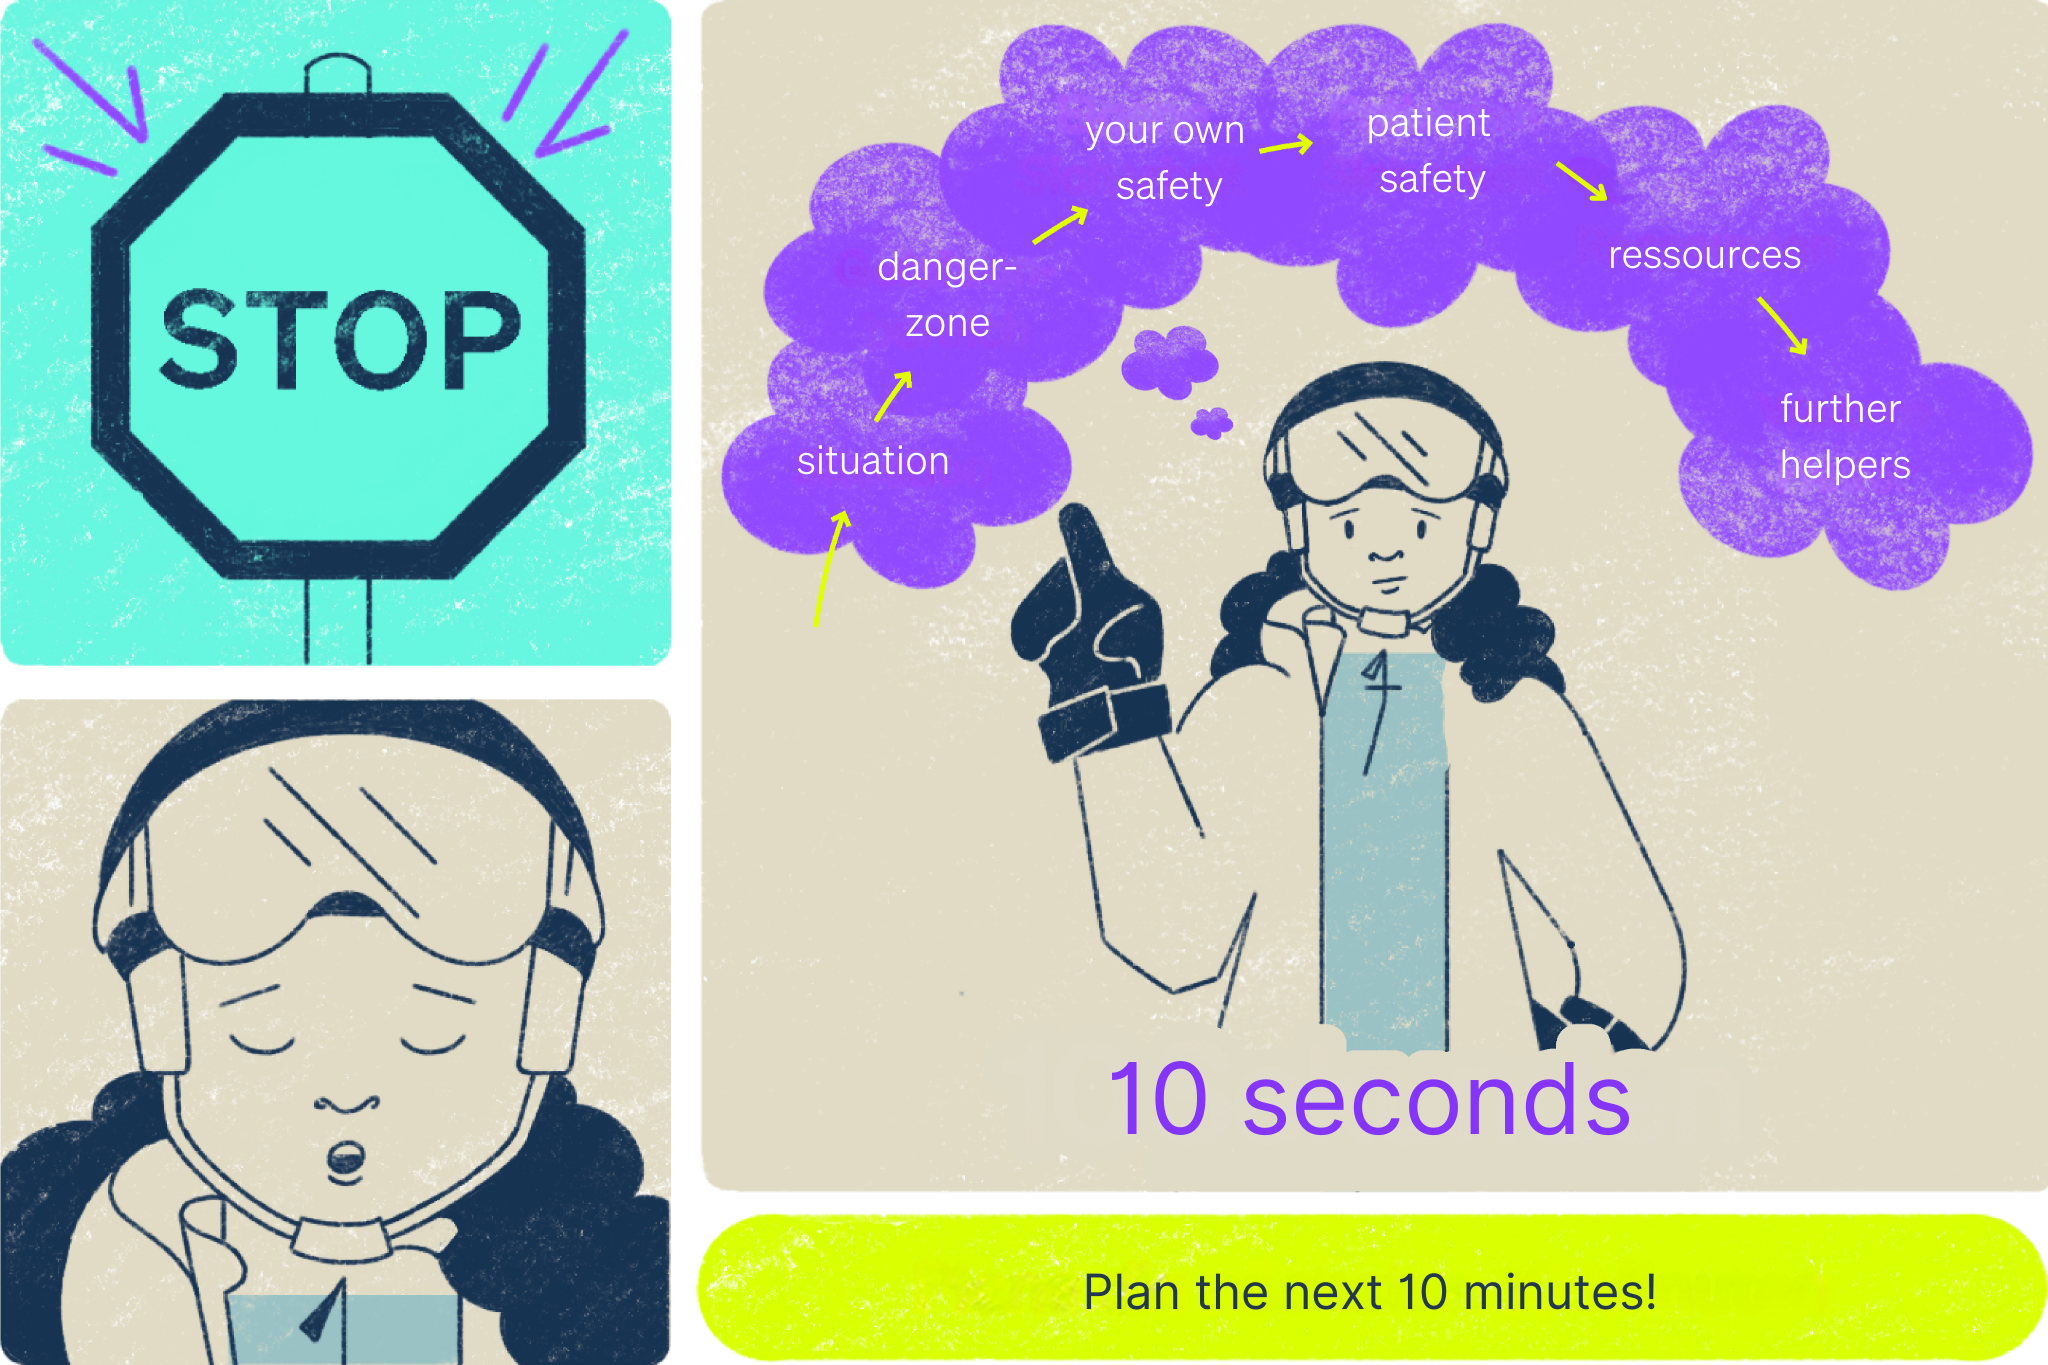 STOP
situation
danger-
zone
your own
safety
patient
safety
ressources
further
helpers
10 seconds
Plan the next 10 minutes!